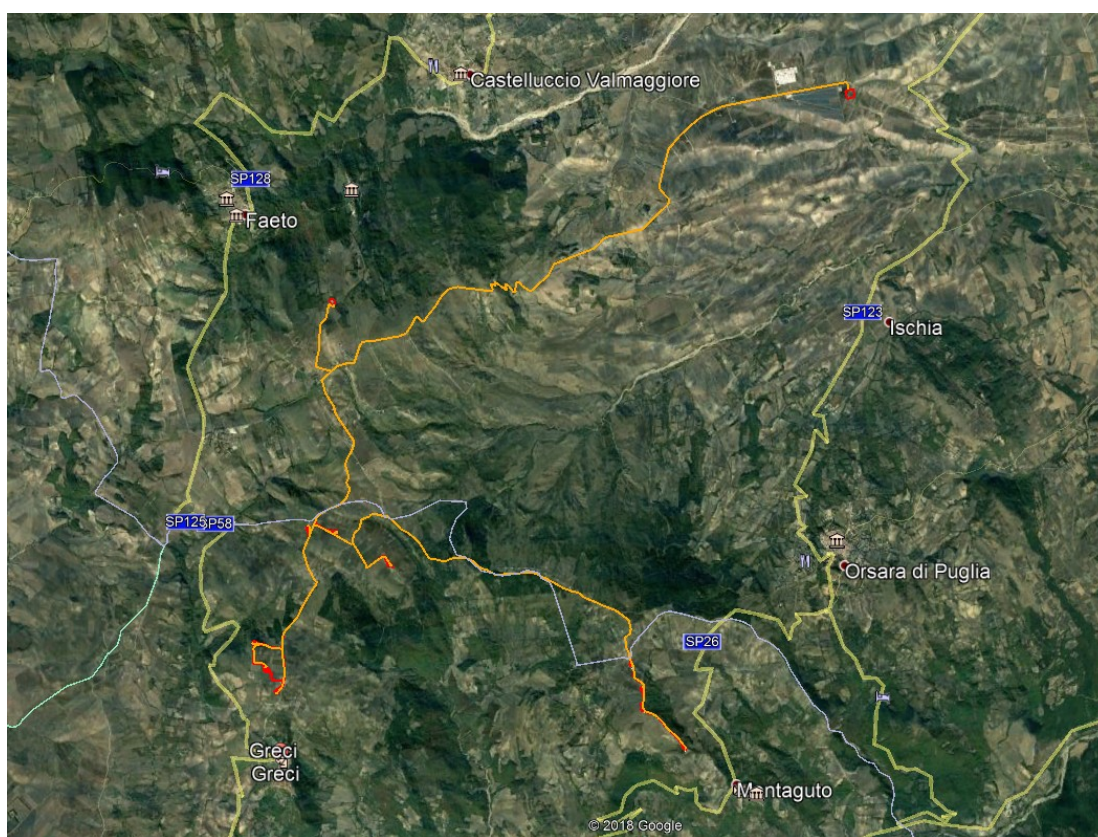 Castelluccio Valmaggiore
SP128
Faeto
SP123
Ischia
SP125
SP58
Orsara di Puglia
SP26
Greci
Greci
Montaguto
© 2018 Google